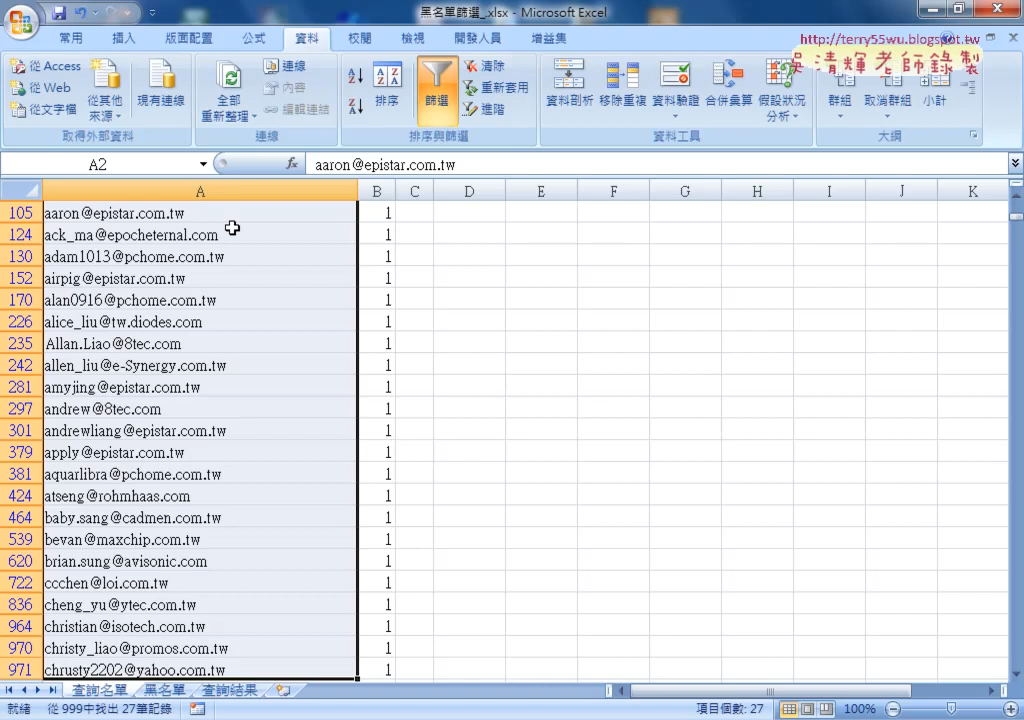 黑名單篩選_.xlsx - Microsoft Excel
常用 插入 版面配置 公式 資料 校閱 檢視 開發人員 增益集
http://terry55wu.blogspot.tw
吳清輝老師錄製
從 Access
從 Web
從文字檔
從其他來源
現有連線
取得外部資料
全部重新整理
連線
內容
編輯連結
連線
排序
篩選
清除
重新套用
進階
排序與篩選
資料剖析 移除重複 資料驗證 合併彙算 假設狀況分析
資料工具
群組 取消群組 小計
大綱
A2 fx aaron@epistar.com.tw
A B C D E F G H I J K
105 aaron@epistar.com.tw 1
124 ack_ma@epocheternal.com 1
130 adam1013@pchome.com.tw 1
152 airpig@epistar.com.tw 1
170 alan0916@pchome.com.tw 1
226 alice_liu@tw.diodes.com 1
235 Allan.Liao@8tec.com 1
242 allen_liu@e-Synergy.com.tw 1
281 amyjing@epistar.com.tw 1
297 andrew@8tec.com 1
301 andrewliang@epistar.com.tw 1
379 apply@epistar.com.tw 1
381 aquarlibra@pchome.com.tw 1
424 atseng@rohmhaas.com 1
464 baby.sang@cadmen.com.tw 1
539 bevan@maxchip.com.tw 1
620 brian.sung@avisonic.com 1
722 ccchen@loi.com.tw 1
836 cheng_yu@ytec.com.tw 1
964 christian@isotech.com.tw 1
970 christy_liao@promos.com.tw 1
971 chrusty2202@yahoo.com.tw 1
查詢名單 黑名單 查詢結果
就緒 從 999中找出 27筆記錄 項目個數: 27 100%